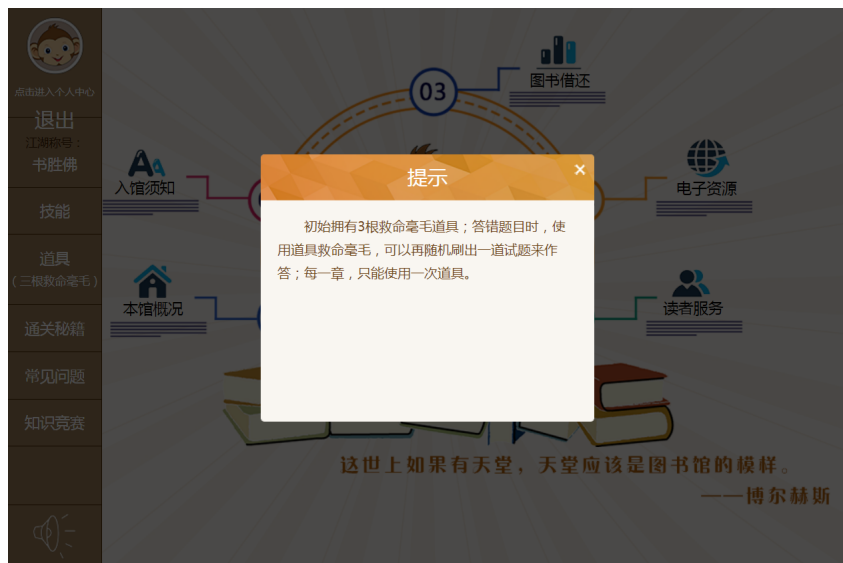 点击进入个人中心
退出
江湖称号：
书胜佛
技能
道具
（三根救命毫毛）
通关秘籍
常见问题
知识竞赛
03
图书借还
入馆须知
电子资源
本馆概况
读者服务
提示
×
初始拥有3根救命毫毛道具；答错题目时，使
用道具救命毫毛，可以再随机刷出一道试题来作
答；每一章，只能使用一次道具。
这世上如果有天堂，天堂应该是图书馆的模样。
——博尔赫斯